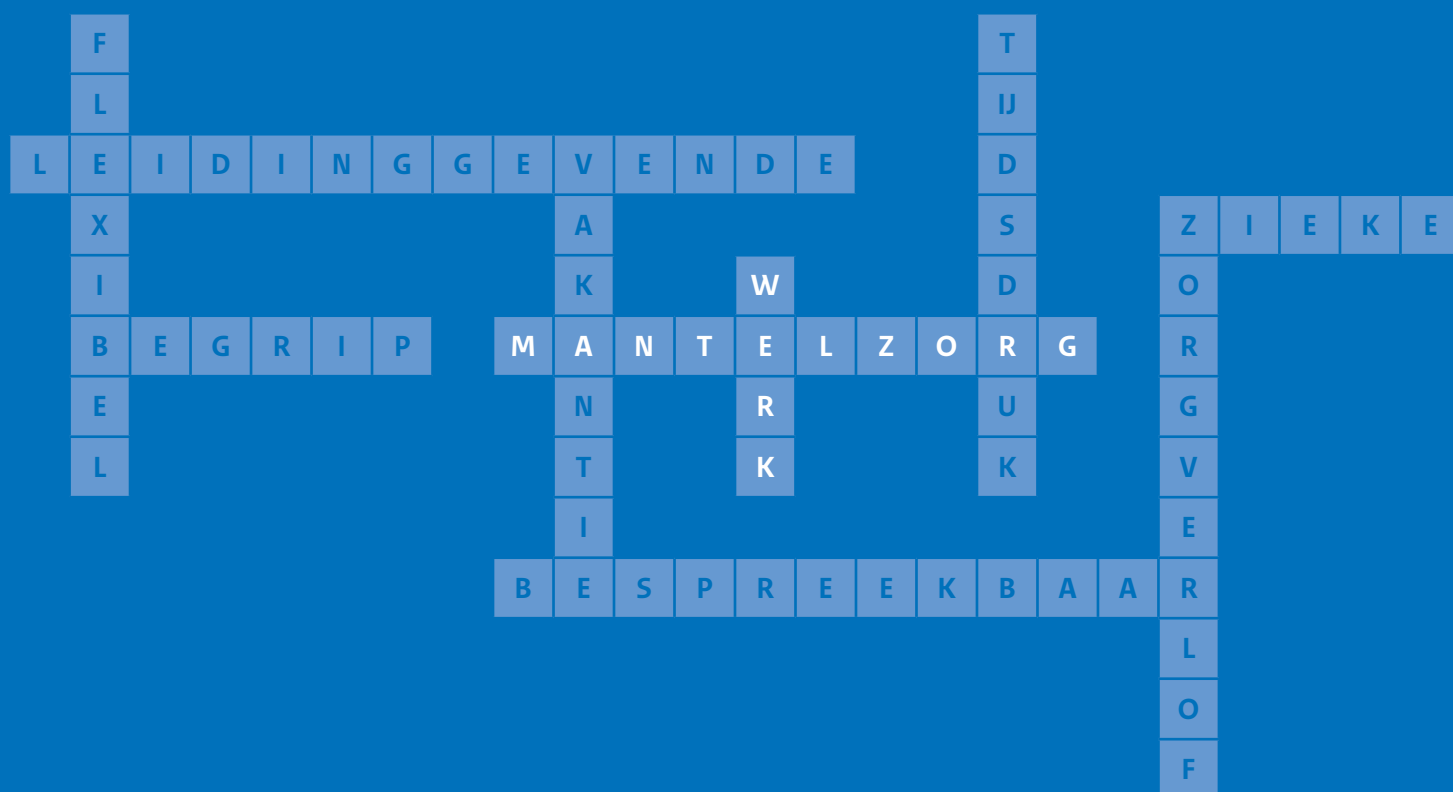 FLEXIBEL
TIJDSDRUK
LEIDINGGEVENDE
VAKANTIE
ZIEKE
ZORGVERLOF
WERK
BEGRIP
MANTELZORG
BESPREEKBAAR